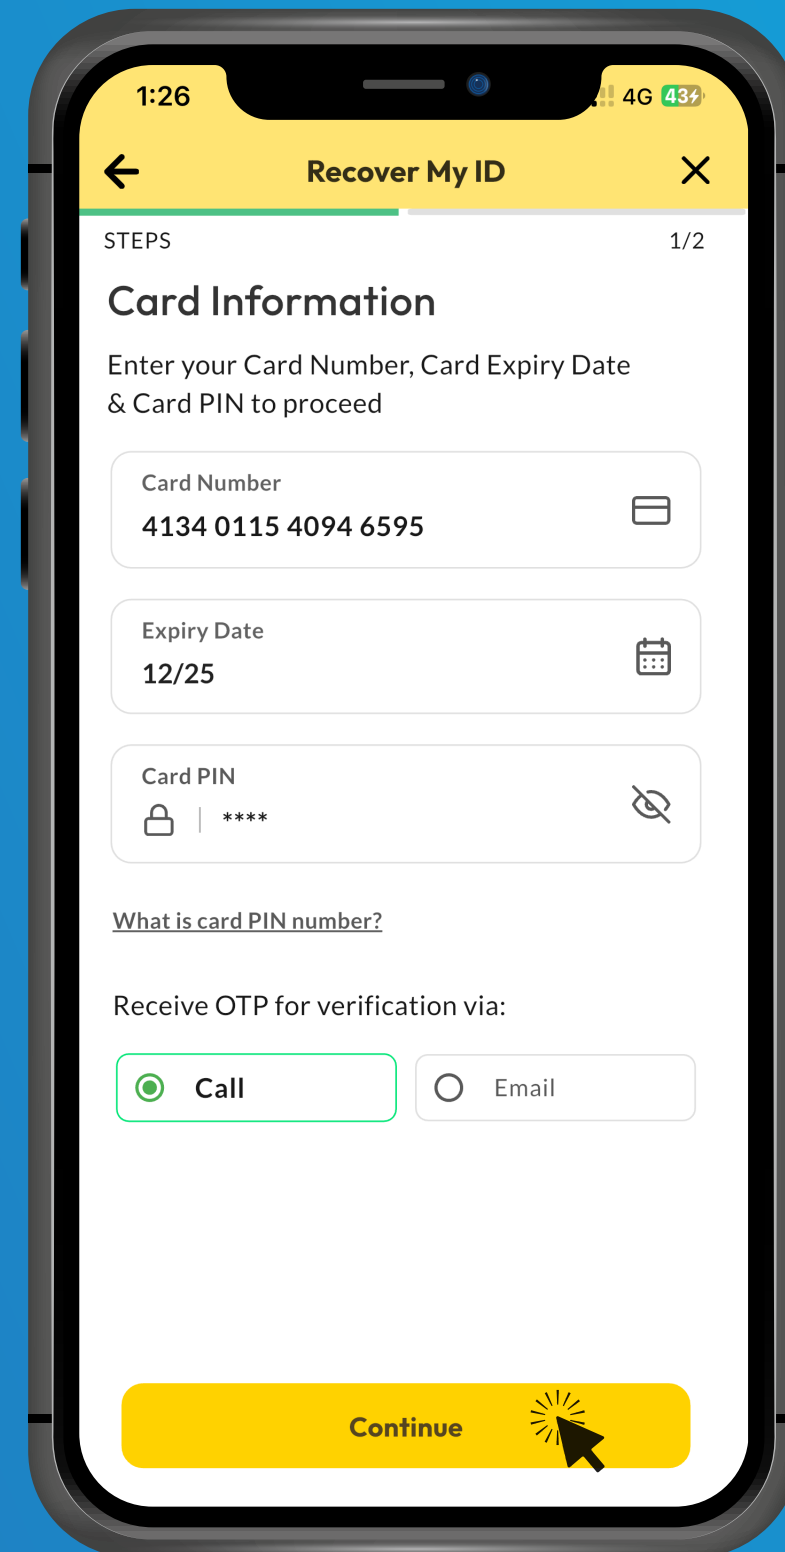 1:26
4G 43
Recover My ID
STEPS
1/2
Card Information
Enter your Card Number, Card Expiry Date
& Card PIN to proceed
Card Number
4134 0115 4094 6595
Expiry Date
12/25
Card PIN
****
What is card PIN number?
Receive OTP for verification via:
Call
Email
Continue